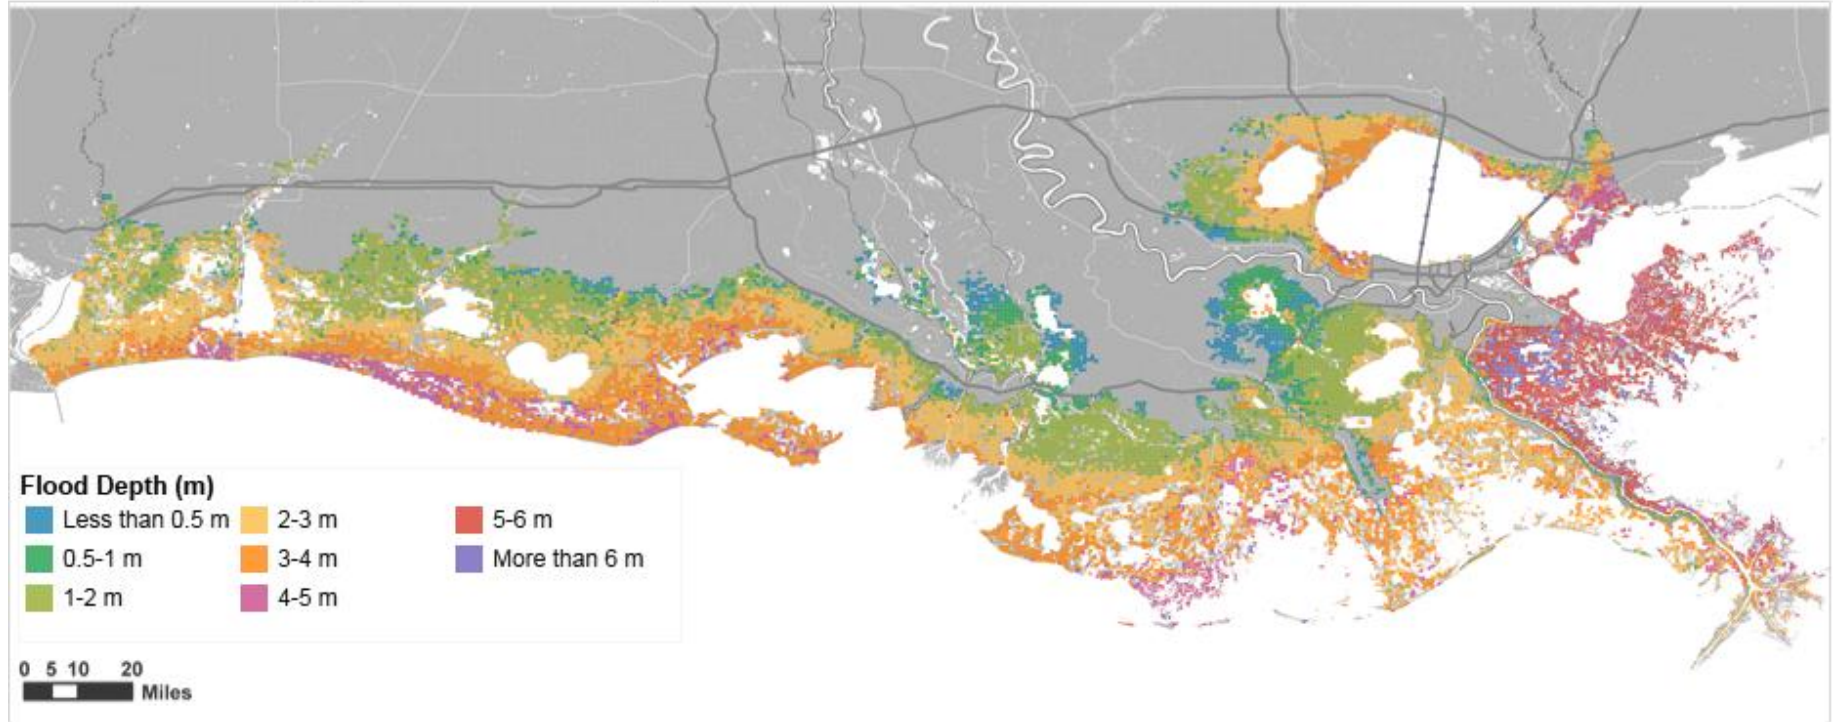 Flood Depth (m)
Less than 0.5 m
0.5-1 m
1-2 m
2-3 m
3-4 m
4-5 m
5-6 m
More than 6 m
0 5 10 20
Miles